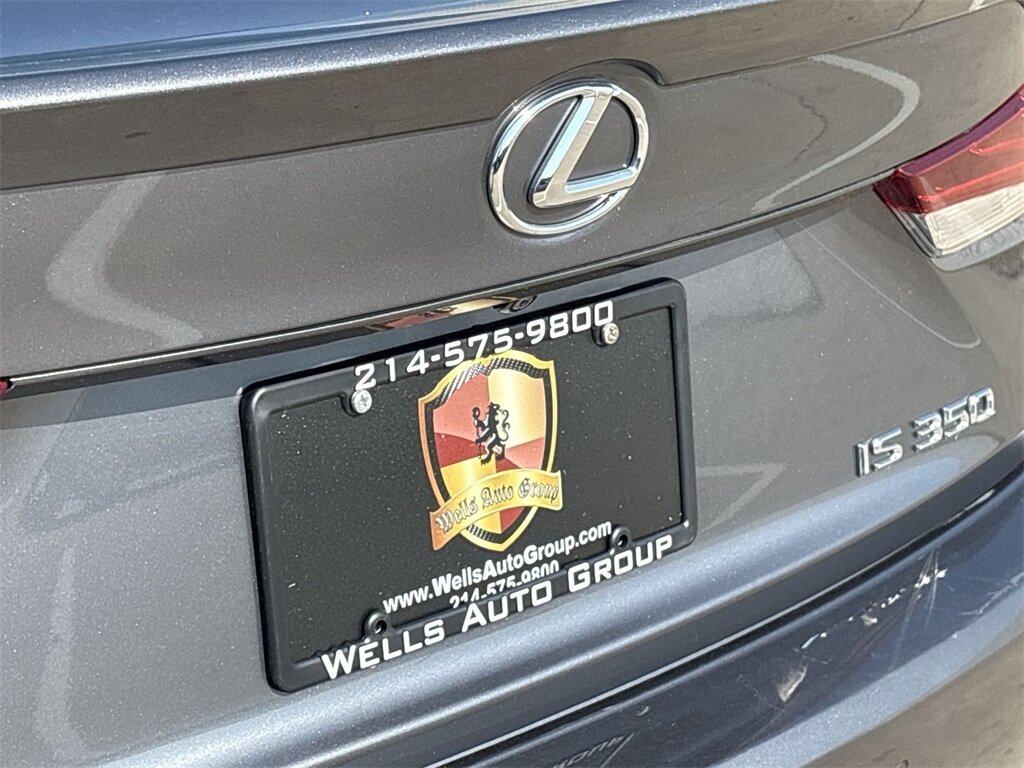 214-575-9800
Wells Auto Group
www.WellsAutoGroup.com
214-575-9800
WELLS AUTO GROUP
IS 350